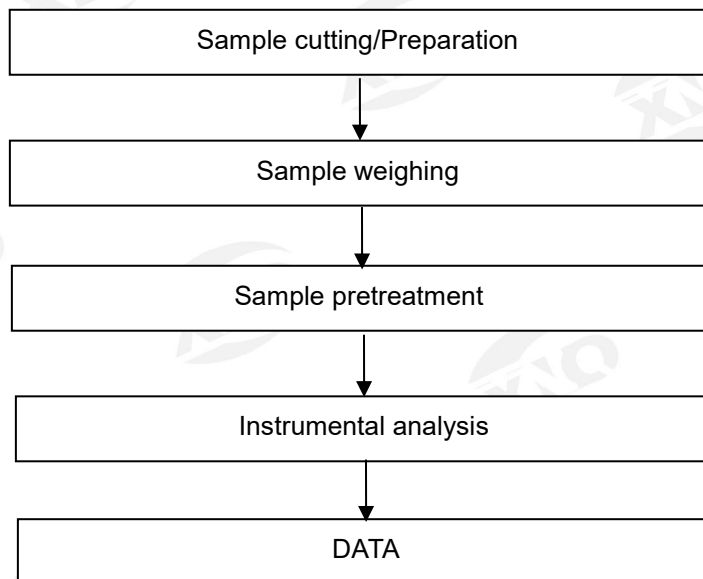 Sample cutting/Preparation
Sample weighing
Sample pretreatment
Instrumental analysis
DATA